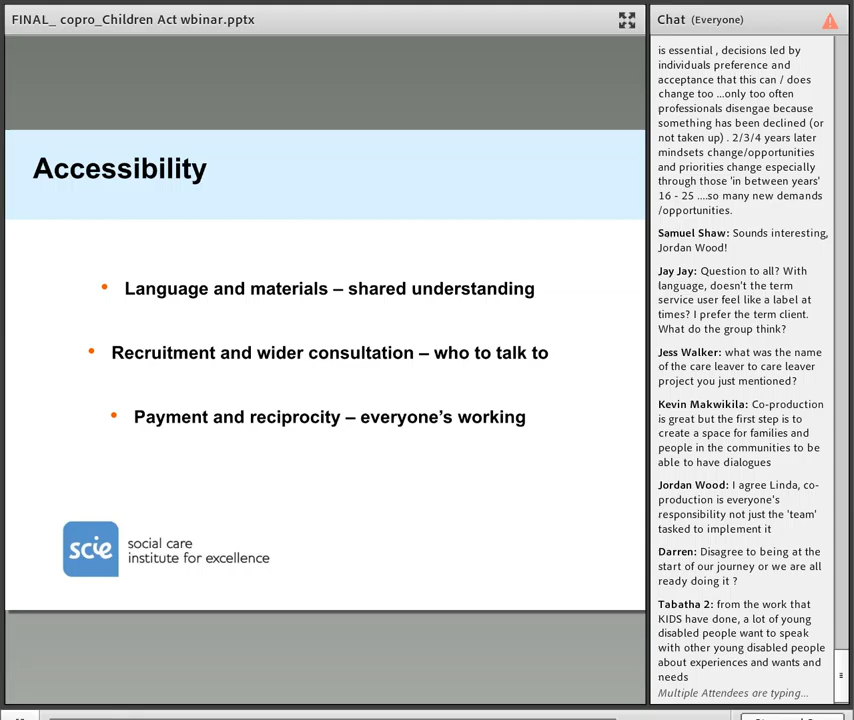 FINAL_ copro_Children Act wbinar.pptx
Accessibility
• Language and materials – shared understanding
• Recruitment and wider consultation – who to talk to
• Payment and reciprocity – everyone's working
scie
social care
institute for excellence
Chat (Everyone)
is essential , decisions led by
individuals preference and
acceptance that this can / does
change too ...only too often
professionals disengae because
something has been declined (or
not taken up) . 2/3/4 years later
mindsets change/opportunities
and priorities change especially
through those 'in between years'
16 - 25 ....so many new demands
/opportunities.
Samuel Shaw: Sounds interesting,
Jordan Wood!
Jay Jay: Question to all? With
language, doesn't the term
service user feel like a label at
times? I prefer the term client.
What do the group think?
Jess Walker: what was the name
of the care leaver to care leaver
project you just mentioned?
Kevin Makwikila: Co-production
is great but the first step is to
create a space for families and
people in the communities to be
able to have dialogues
Jordan Wood: I agree Linda, co-
production is everyone's
responsibility not just the 'team'
tasked to implement it
Darren: Disagree to being at the
start of our journey or we are all
ready doing it ?
Tabatha 2: from the work that
KIDS have done, a lot of young
disabled people want to speak
with other young disabled people
about experiences and wants and
needs
Multiple Attendees are typing...